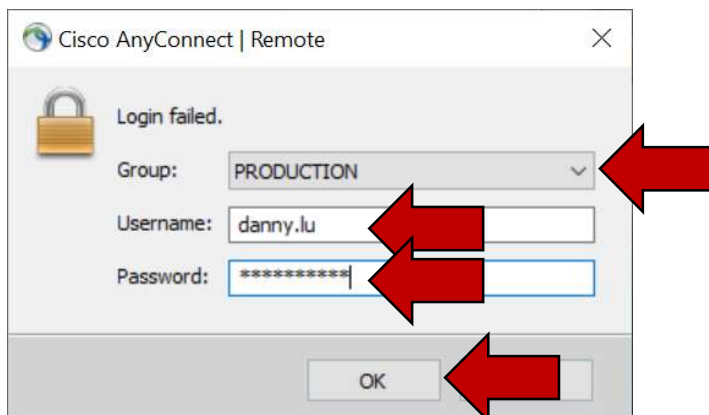 Cisco AnyConnect | Remote
Login failed.
Group: PRODUCTION
Username: danny.lu
Password: **********
OK